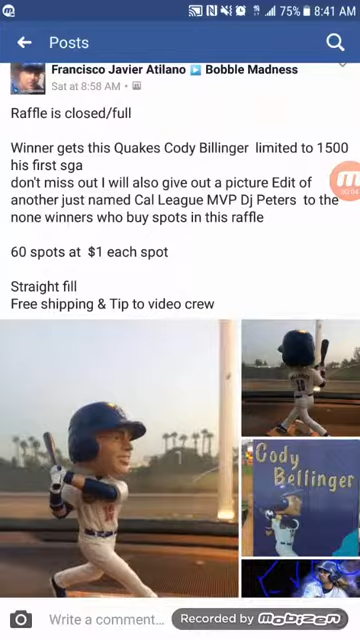 75% 8:41 AM
Posts
Francisco Javier Atilano ▶ Bobble Madness
Sat at 8:58 AM •
Raffle is closed/full
Winner gets this Quakes Cody Billinger limited to 1500
his first sga
don't miss out I will also give out a picture Edit of
another just named Cal League MVP Dj Peters to the
none winners who buy spots in this raffle
60 spots at $1 each spot
Straight fill
Free shipping & Tip to video crew
Cody
Bellinger
Write a comment...
Recorded by MOBIZEN